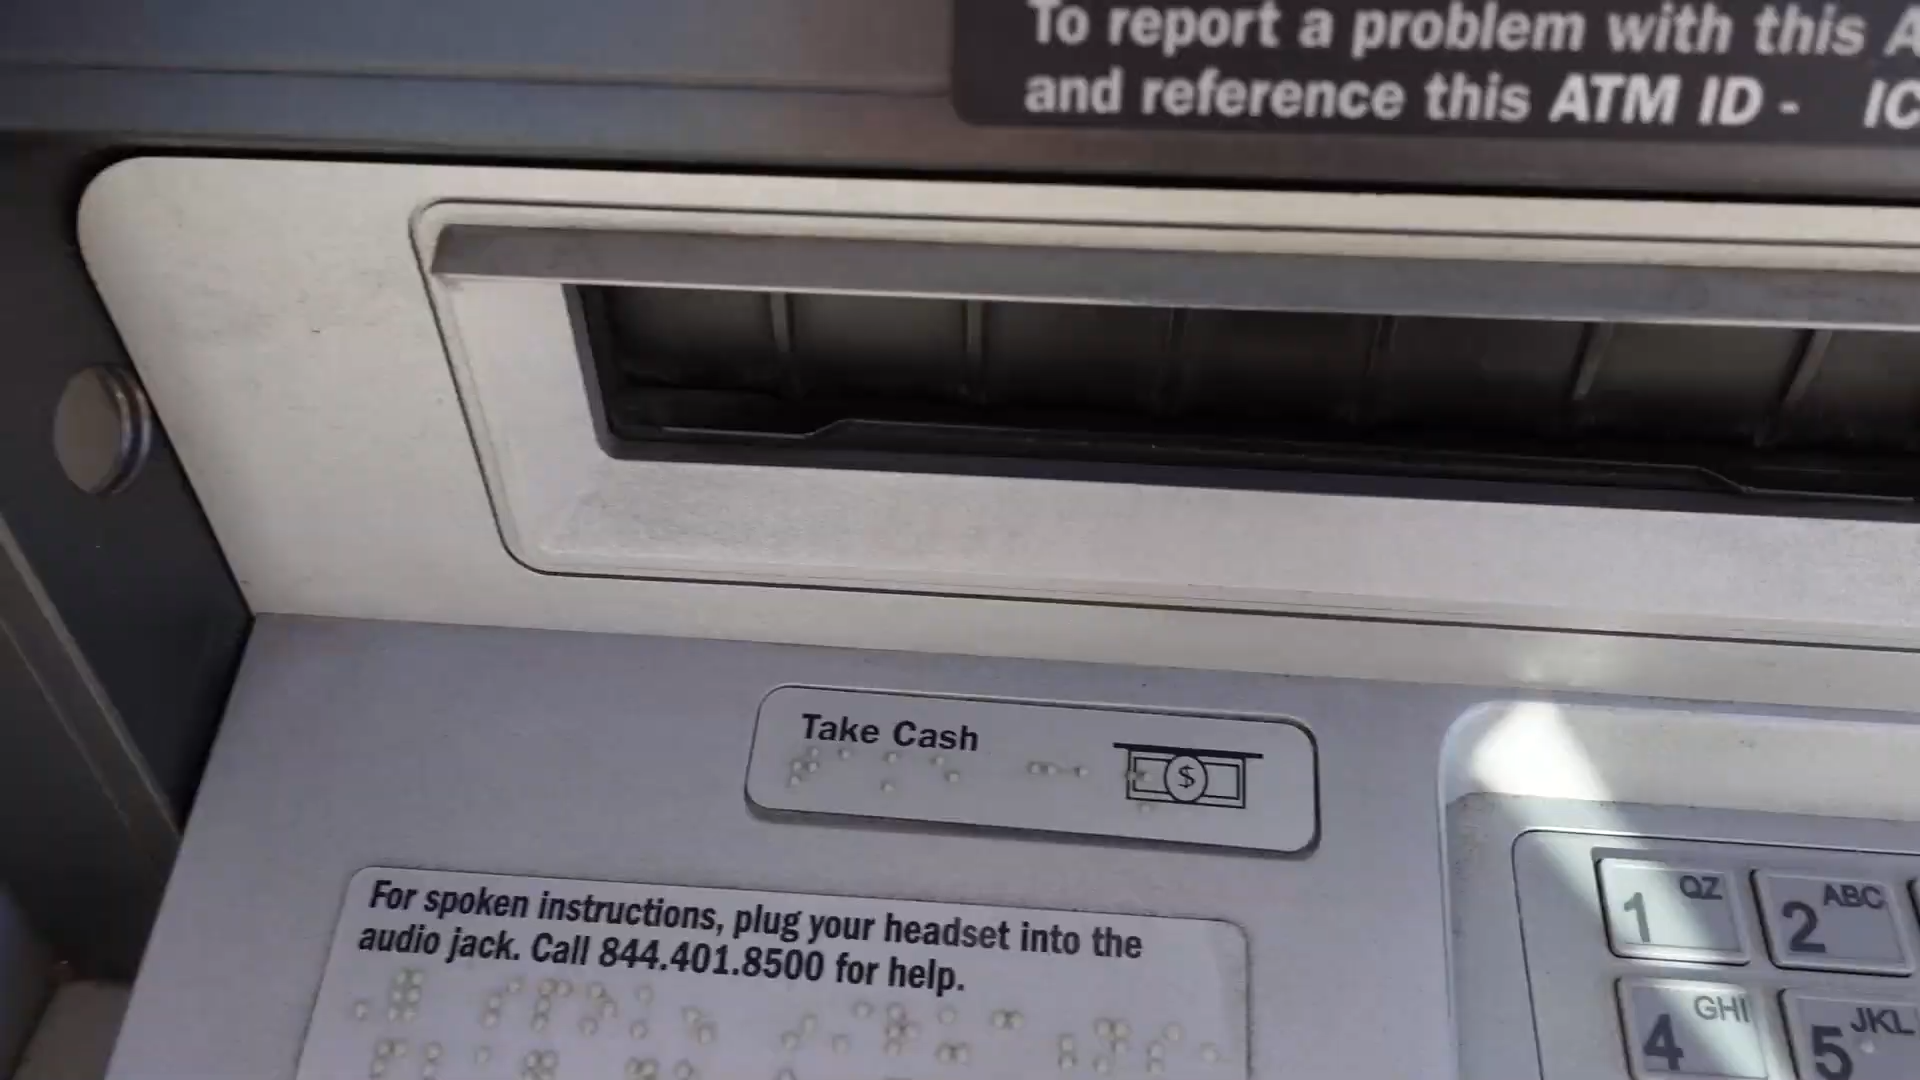 To report a problem with this
and reference this ATM ID - IC
Take Cash
$
For spoken instructions, plug your headset into the
audio jack. Call 844.401.8500 for help.
1 QZ 2 ABC
4 GHI 5 JKL